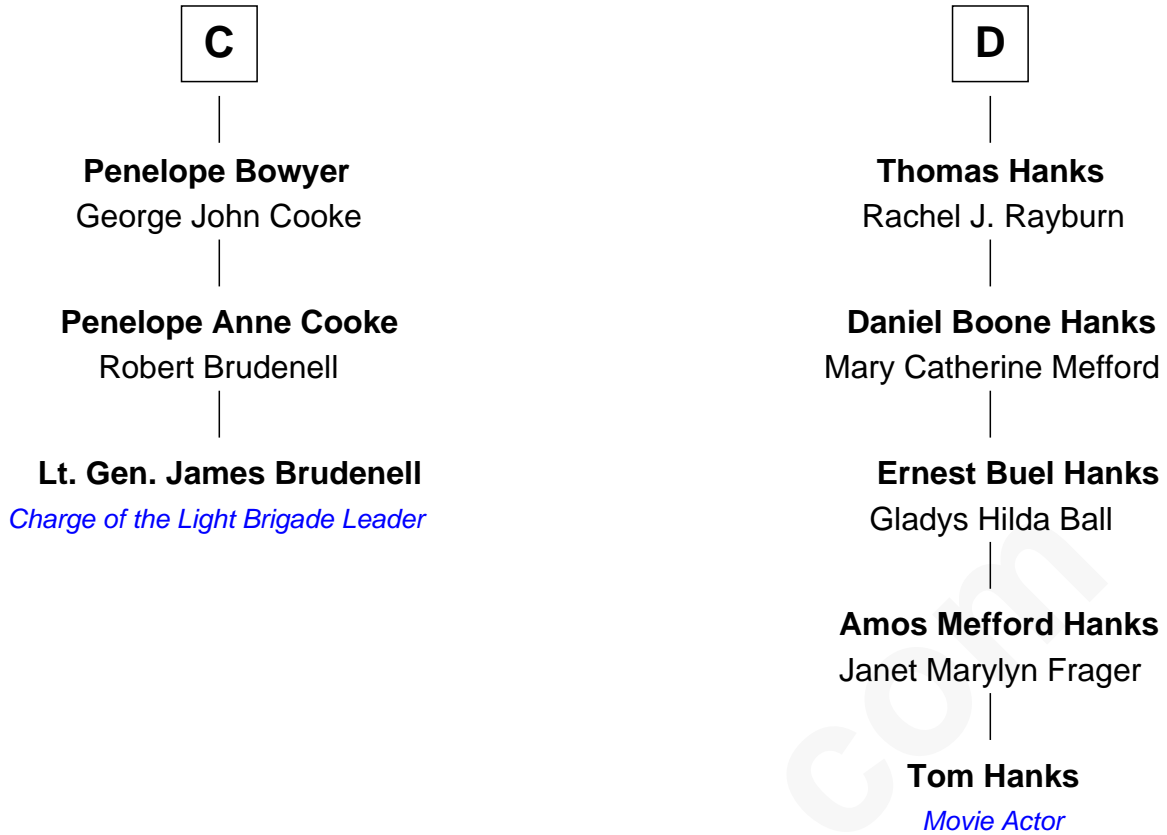 C
Penelope Bowyer
George John Cooke
Penelope Anne Cooke
Robert Brudenell
Lt. Gen. James Brudenell
Charge of the Light Brigade Leader
D
Thomas Hanks
Rachel J. Rayburn
Daniel Boone Hanks
Mary Catherine Mefford
Ernest Buel Hanks
Gladys Hilda Ball
Amos Mefford Hanks
Janet Marylyn Frager
Tom Hanks
Movie Actor
com